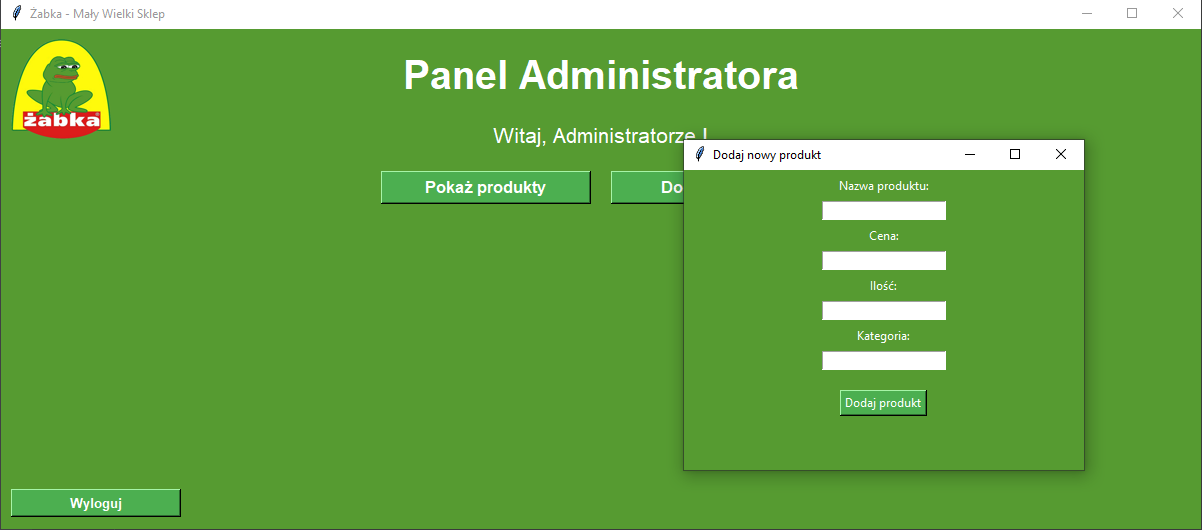 Żabka - Mały Wielki Sklep
żabka
Panel Administratora
Witaj, Administratorze !
Pokaż produkty
Do
Dodaj nowy produkt
Nazwa produktu:
Cena:
Ilość:
Kategoria:
Dodaj produkt
Wyloguj